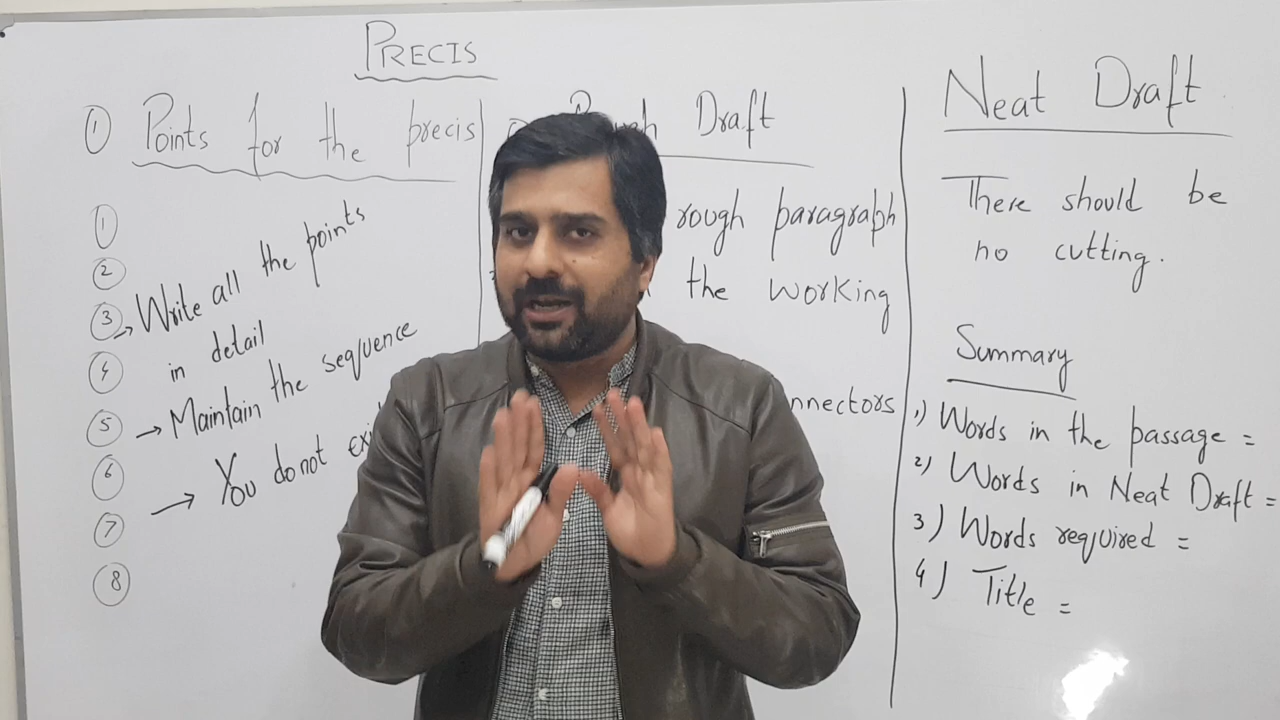 PRECIS
① Points for the precis
①
②
③
④
⑤
⑥
⑦
⑧
→ Write all the points
in detail
→ Maintain the sequence
→ You do not
Draft
rough paragraph
the working
Neat Draft
There should be
no cutting.
Summary
1) Words in the passage =
2) Words in Neat Draft =
3) Words required =
4) Title =